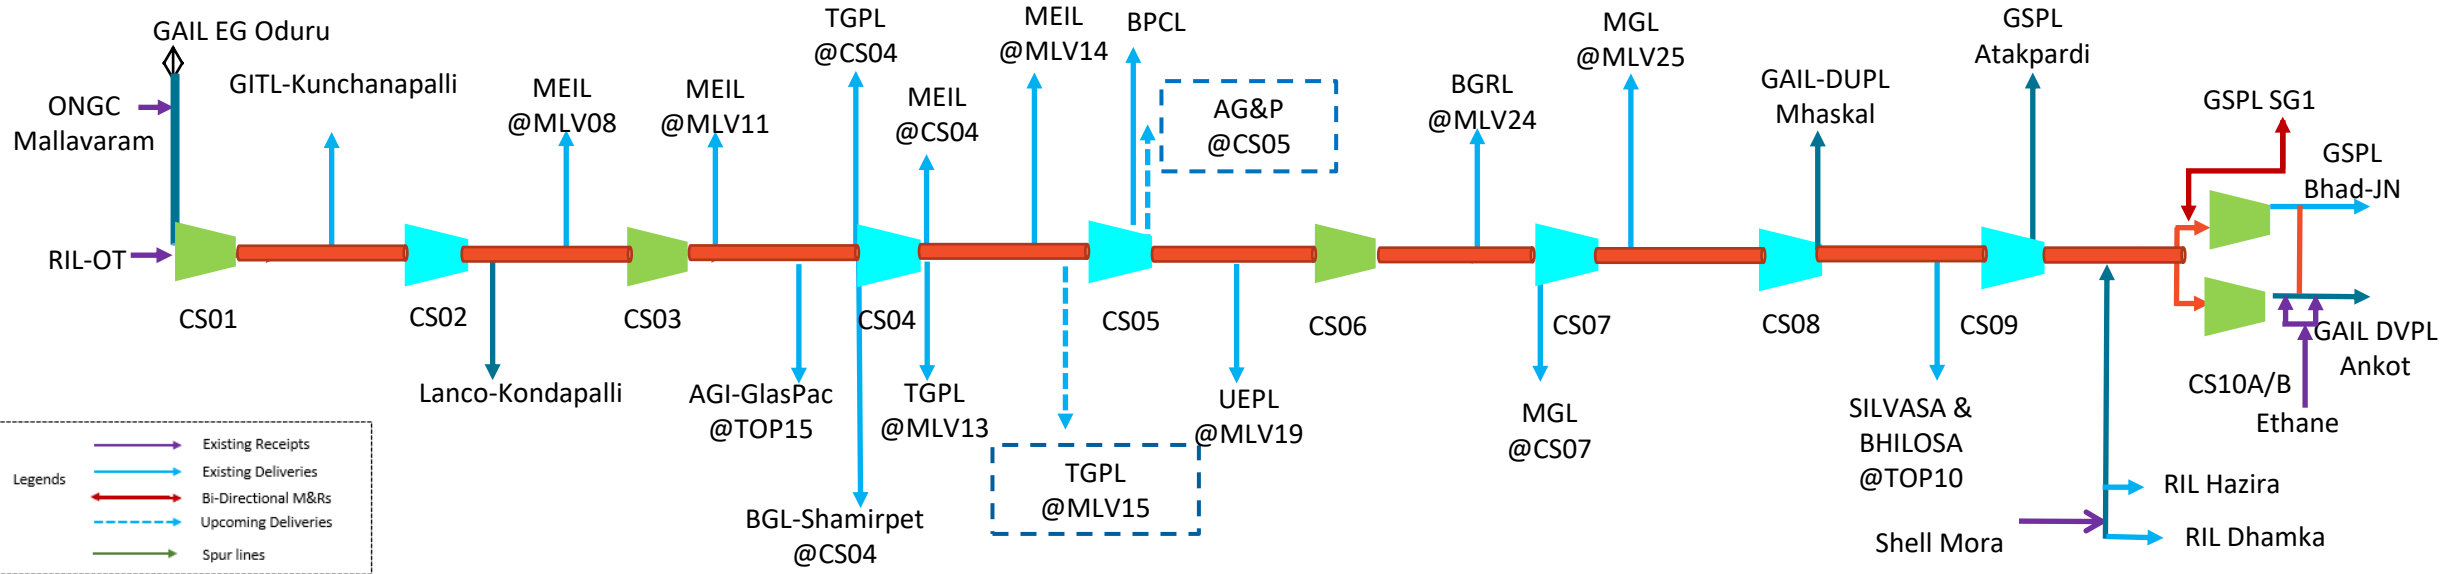 GAIL EG Oduru
ONGC
Mallavaram
RIL-OT
GITL-Kunchanapalli
MEIL
@MLV08
MEIL
@MLV11
TGPL
@CS04
MEIL
@CS04
MEIL
@MLV14
BPCL
AG&P
@CS05
BGRL
@MLV24
MGL
@MLV25
GAIL-DUPL
Mhaskal
GSPL
Atakpardi
GSPL SG1
GSPL
Bhad-JN
CS01
CS02
CS03
CS04
CS05
CS06
CS07
CS08
CS09
CS10A/B
GAIL DVPL
Ankot
Ethane
Lanco-Kondapalli
AGI-GlasPac
@TOP15
TGPL
@MLV13
BGL-Shamirpet
@CS04
TGPL
@MLV15
UEPL
@MLV19
MGL
@CS07
SILVASA &
BHILOSA
@TOP10
RIL Hazira
Shell Mora
RIL Dhamka
Legends
Existing Receipts
Existing Deliveries
Bi-Directional M&Rs
Upcoming Deliveries
Spur lines